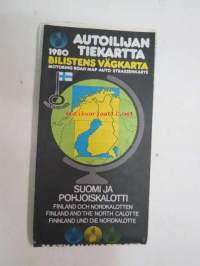 1980
AUTOILIJAN
TIEKARTTA
BILISTENS VÄGKARTA
MOTORING ROAD MAP AUTO STRASSENKARTE
SUOMI JA
POHJOISKALOTTI
FINLAND OCH NORDKALOTTEN
FINLAND AND THE NORTH CALOTTE
FINNLAND UND DIE NORDKALOTTE